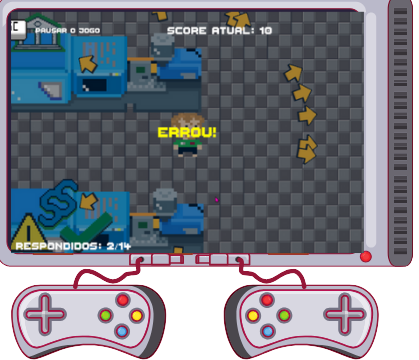 C
PAUSAR O JOGO
SCORE ATUAL: 10
ERROU!
RESPONDIDOS: 2/14